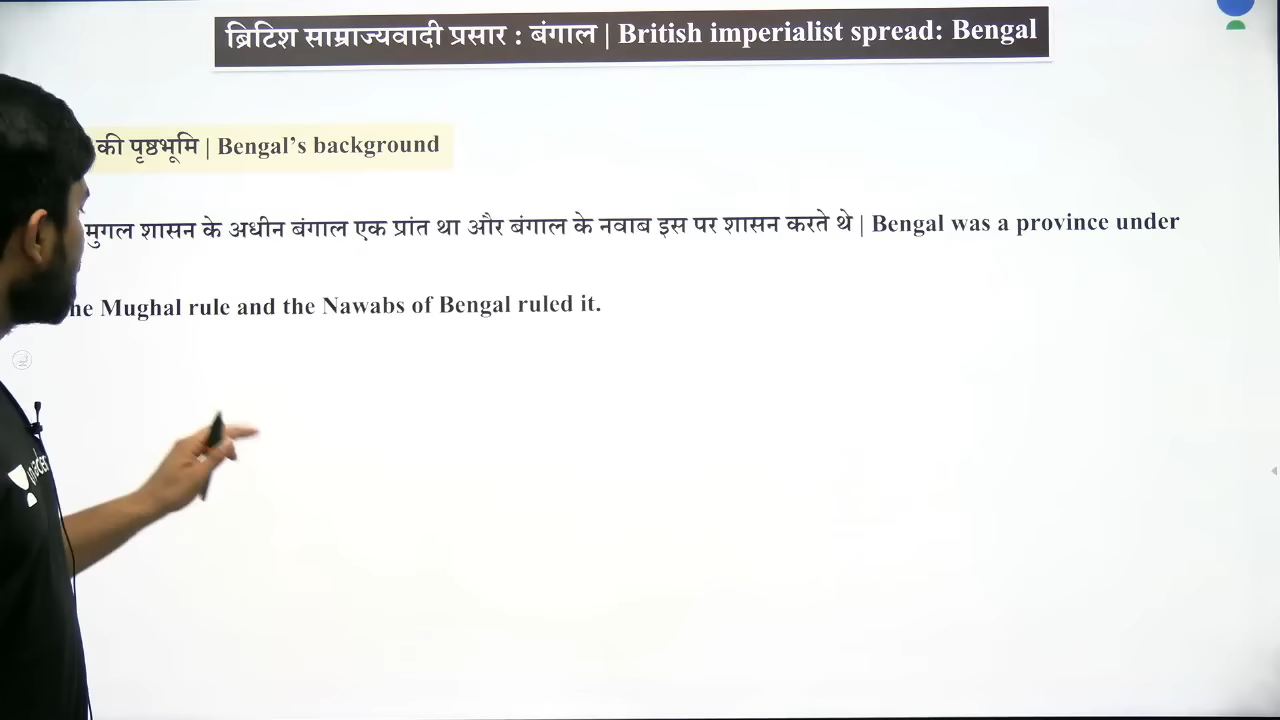 ब्रिटिश साम्राज्यवादी प्रसार : बंगाल | British imperialist spread: Bengal
की पृष्ठभूमि | Bengal’s background
मुगल शासन के अधीन बंगाल एक प्रांत था और बंगाल के नवाब इस पर शासन करते थे | Bengal was a province under
Mughal rule and the Nawabs of Bengal ruled it.